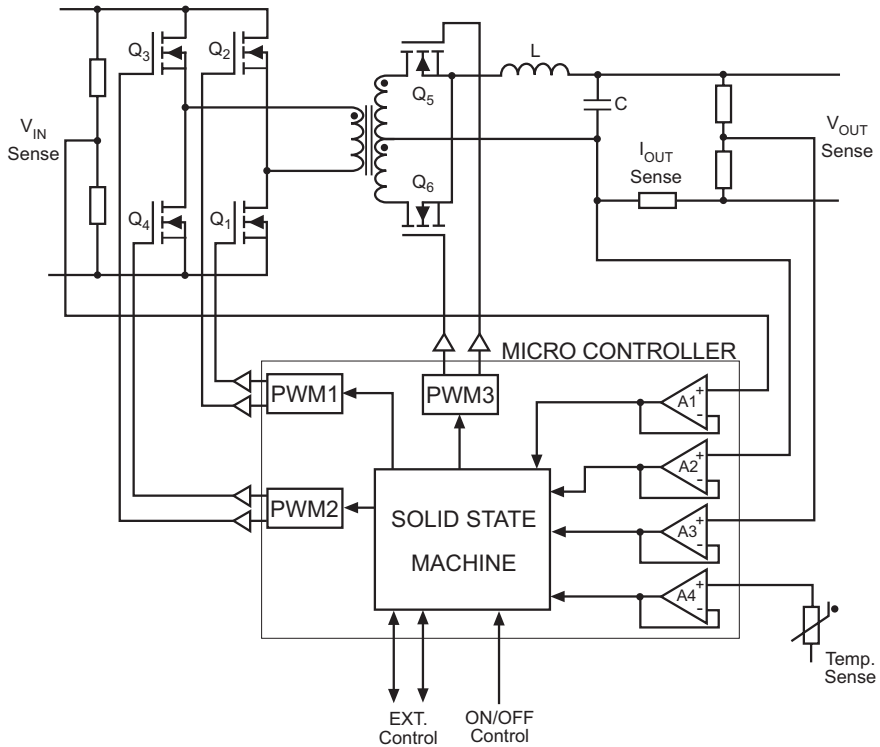 Q3
Q2
Q5
L
C
VIN
Sense
VOUT
Sense
IOUT
Sense
Q6
Q4
Q1
MICRO CONTROLLER
PWM1
PWM3
A1
+
-
PWM2
A2
+
-
SOLID STATE
MACHINE
A3
+
-
A4
+
-
Temp.
Sense
EXT.
Control
ON/OFF
Control